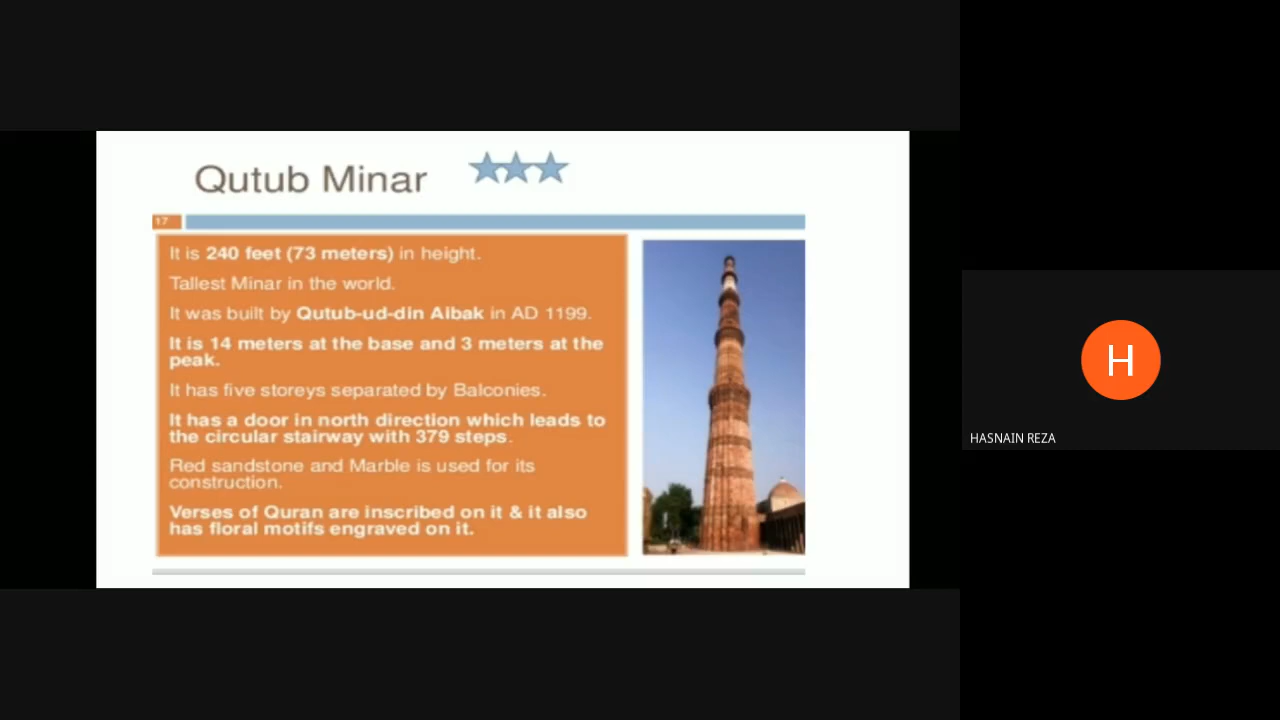 Qutub Minar
17
It is 240 feet (73 meters) in height.
Tallest Minar in the world.
It was built by Qutub-ud-din Aibak in AD 1199.
It is 14 meters at the base and 3 meters at the
peak.
It has five storeys separated by Balconies.
It has a door in north direction which leads to
the circular stairway with 379 steps.
Red sandstone and Marble is used for its
construction.
Verses of Quran are inscribed on it & it also
has floral motifs engraved on it.
H
HASNAIN REZA